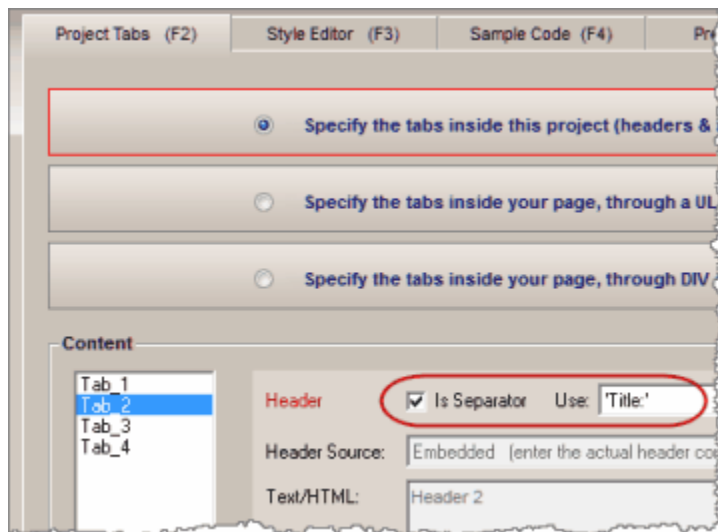 Project Tabs (F2) Style Editor (F3) Sample Code (F4)
Specify the tabs inside this project (headers &
Specify the tabs inside your page, through a UL
Specify the tabs inside your page, through DIV
Content
Tab_1
Tab_2
Tab_3
Tab_4
Header Is Separator Use: 'Title:'
Header Source: Embedded (enter the actual header
Text/HTML: Header 2